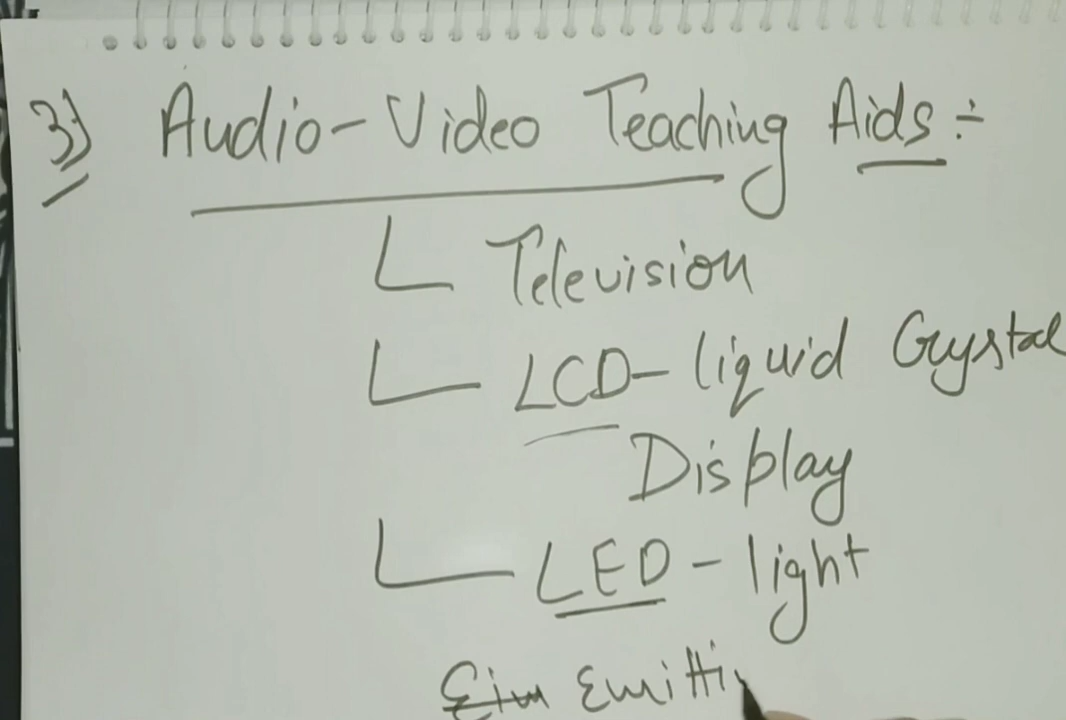 3) Audio-Video Teaching Aids ÷
Television
LCD - liquid Crystal
Display
LED - light
Emitti